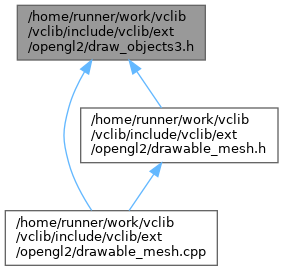 /home/runner/work/vclib
/vclib/include/vclib/ext
/opengl2/draw_objects3.h
/home/runner/work/vclib
/vclib/include/vclib/ext
/opengl2/drawable_mesh.h
/home/runner/work/vclib
/vclib/include/vclib/ext
/opengl2/drawable_mesh.cpp